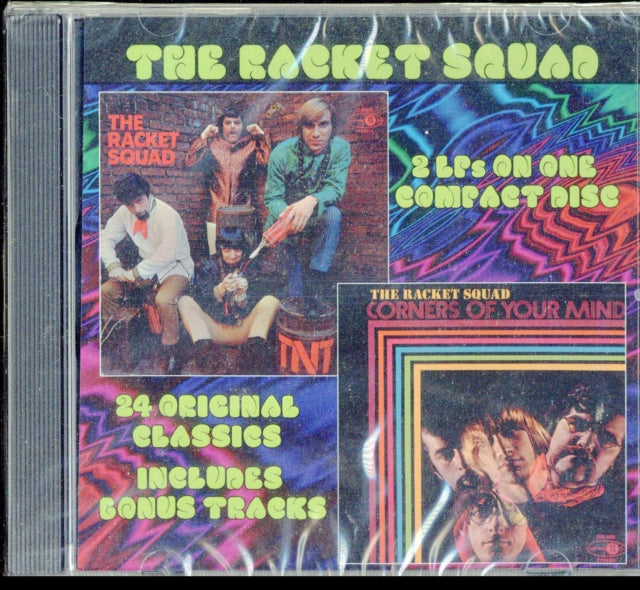 THE RACKET SQUAD
THE
RACKET
SQUAD
2 LPs ON ONE
COMPACT DISC
TNT
THE RACKET SQUAD
CORNERS OF YOUR MIND
24 ORIGINAL
CLASSICS
INCLUDES
BONUS TRACKS